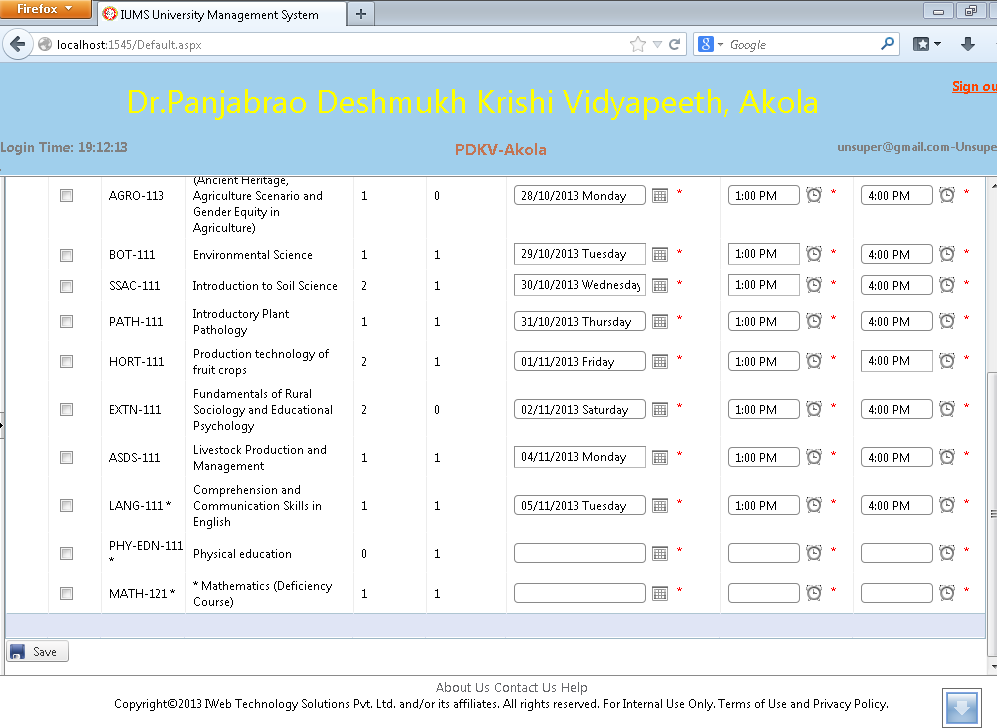 Firefox
IUMS University Management System
localhost:1545/Default.aspx
8 Google
Dr.Panjabrao Deshmukh Krishi Vidyapeeth, Akola
Sign ou
Login Time: 19:12:13
PDKV-Akola
unsuper@gmail.com-Unsupe
AGRO-113 (Ancient Heritage, 1 0 28/10/2013 Monday * 1:00 PM * 4:00 PM *
Agriculture Scenario and
Gender Equity in
Agriculture)
BOT-111 Environmental Science 1 1 29/10/2013 Tuesday * 1:00 PM * 4:00 PM *
SSAC-111 Introduction to Soil Science 2 1 30/10/2013 Wednesday * 1:00 PM * 4:00 PM *
PATH-111 Introductory Plant 1 1 31/10/2013 Thursday * 1:00 PM * 4:00 PM *
Pathology
HORT-111 Production technology of 2 1 01/11/2013 Friday * 1:00 PM * 4:00 PM *
fruit crops
EXTN-111 Fundamentals of Rural 2 0 02/11/2013 Saturday * 1:00 PM * 4:00 PM *
Sociology and Educational
Psychology
ASDS-111 Livestock Production and 1 1 04/11/2013 Monday * 1:00 PM * 4:00 PM *
Management
LANG-111 * Comprehension and 1 1 05/11/2013 Tuesday * 1:00 PM * 4:00 PM *
Communication Skills in
English
PHY-EDN-111 Physical education 0 1 * * *
*
MATH-121 * * Mathematics (Deficiency 1 1 * * *
Course)
Save
About Us Contact Us Help
Copyright©2013 IWeb Technology Solutions Pvt. Ltd. and/or its affiliates. All rights reserved. For Internal Use Only. Terms of Use and Privacy Policy.